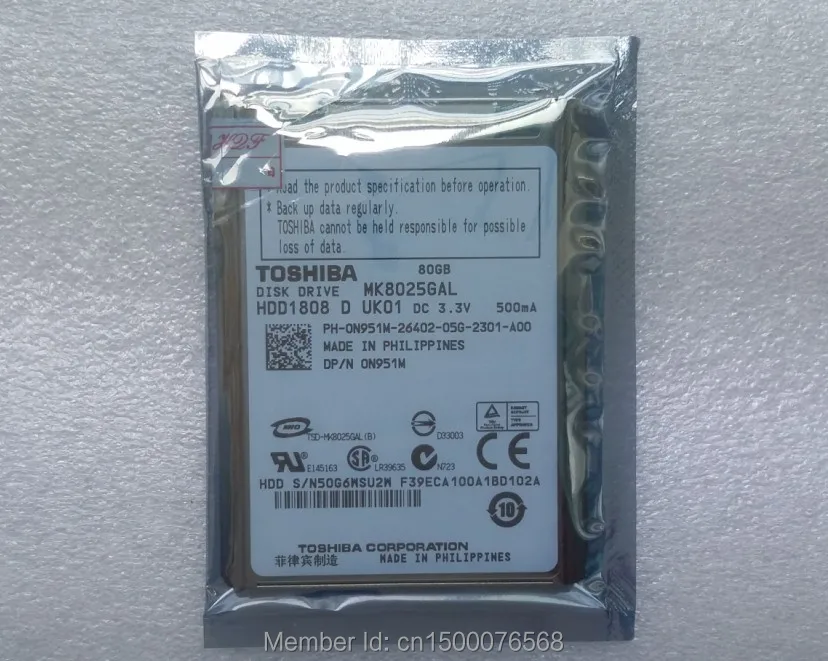 HDF
Read the product specification before operation.
* Back up data regularly.
TOSHIBA cannot be held responsible for possible
loss of data.
TOSHIBA 80GB
DISK DRIVE MK8025GAL
HDD1808 D UK01 DC 3.3V 500mA
PH-0N951M-26402-05G-2301-A00
MADE IN PHILIPPINES
DP/N 0N951M
TSD-MK8025GAL(B) D33003
E145163 LR39635 N723 CE
HDD S/N50G6WSU2W F39ECA100A1BD102A
10
TOSHIBA CORPORATION
菲律宾制造 MADE IN PHILIPPINES
Member Id: cn1500076568